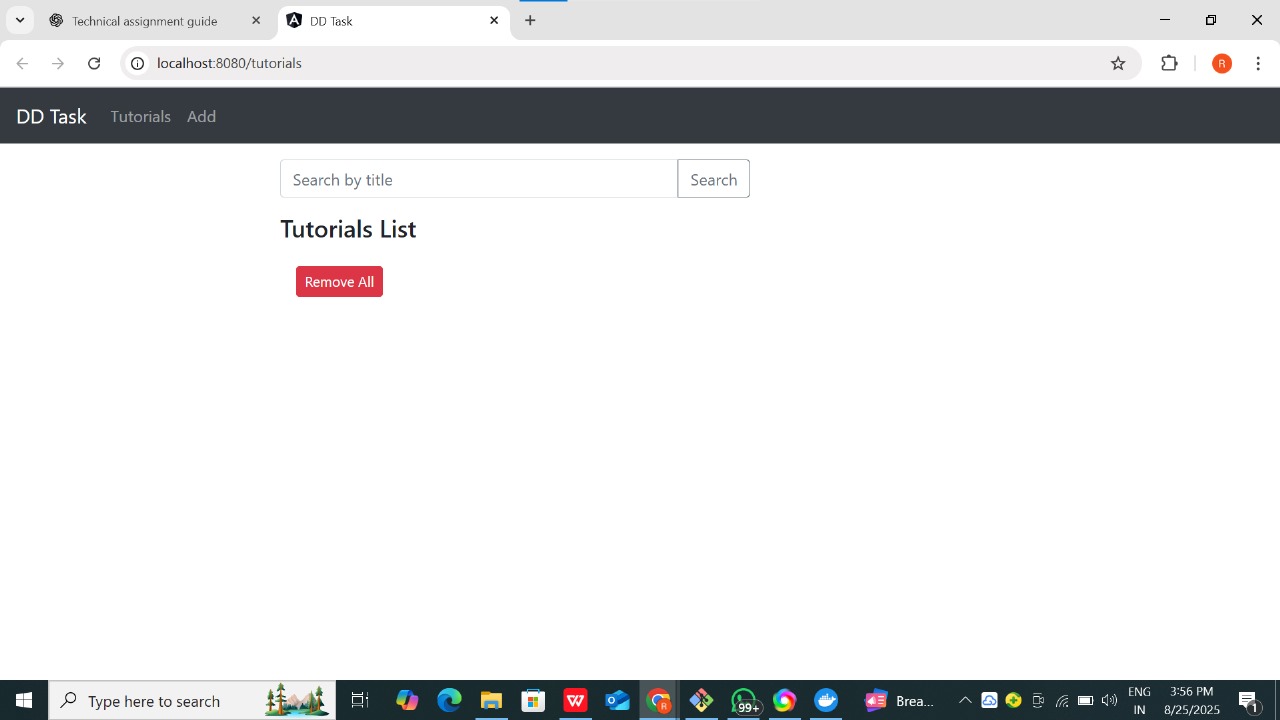 Technical assignment guide
DD Task
localhost:8080/tutorials
R
DD Task Tutorials Add
Search by title Search
Tutorials List
Remove All
Type here to search
R
99+
Brea...
ENG
IN
3:56 PM
8/25/2025
1